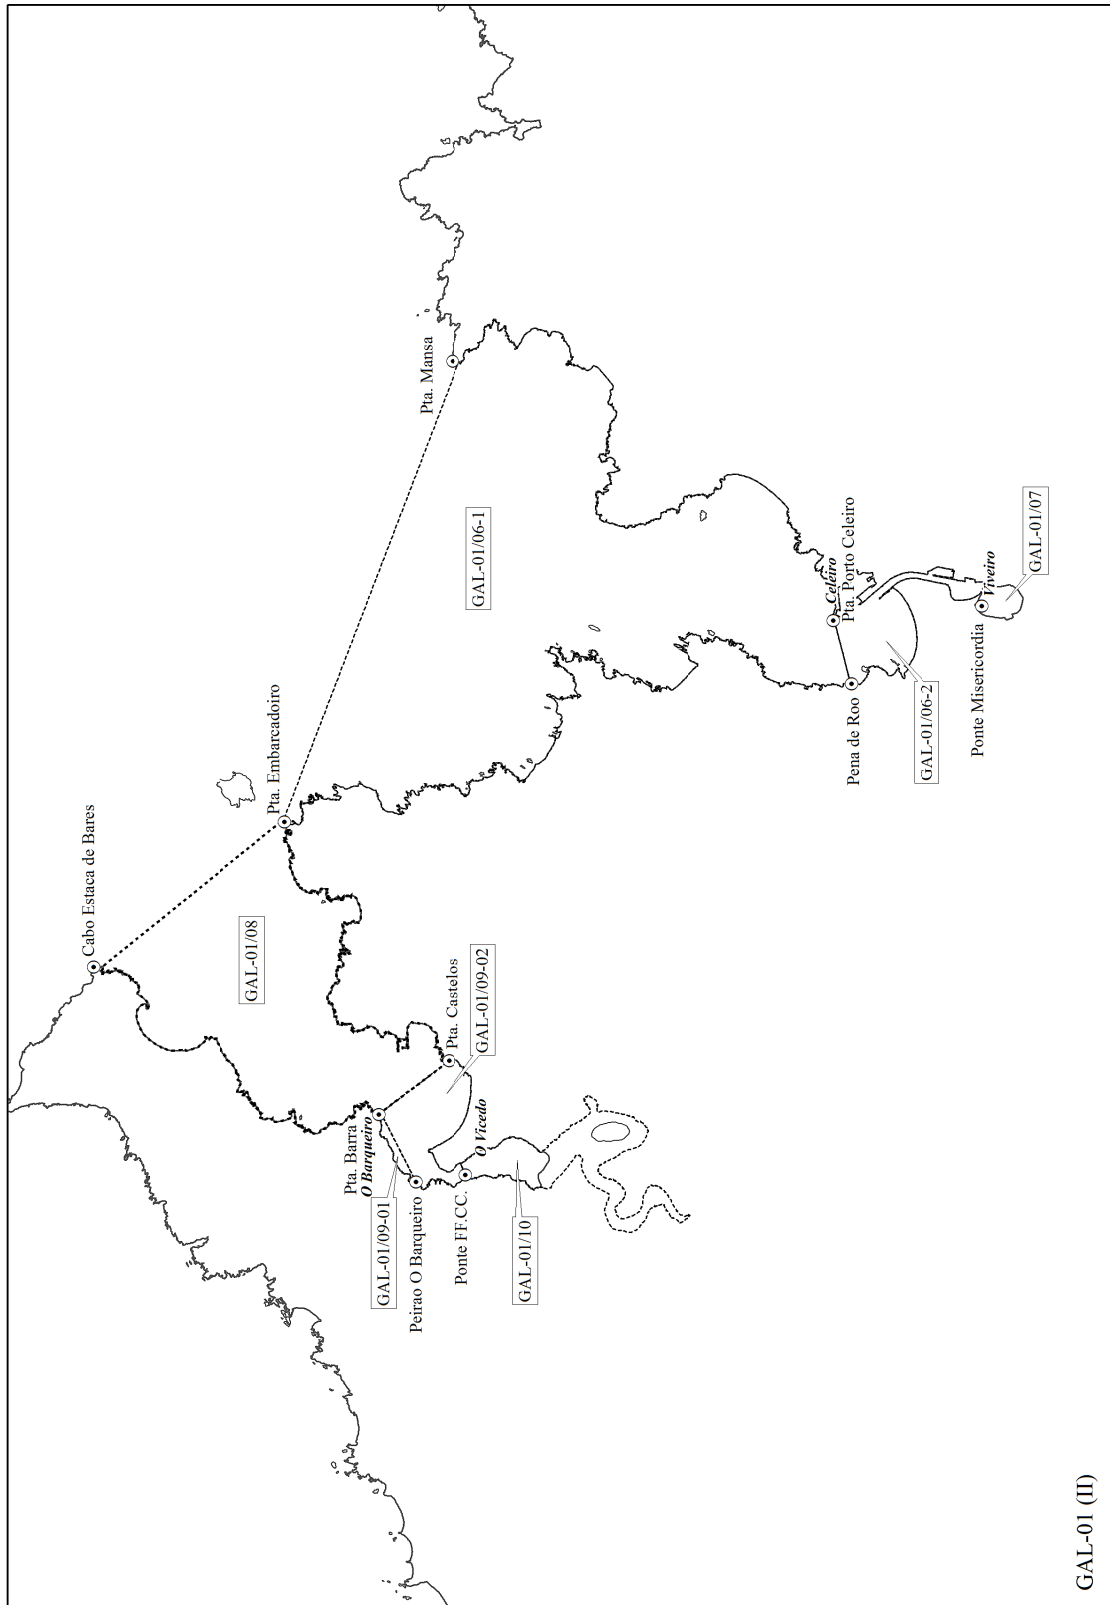 Cabo Estaca de Bares
Pta. Embarcadoiro
GAL-01/08
Pta. Mansa
GAL-01/06-1
Pta. Barra
O Barqueiro
GAL-01/09-01
Peirao O Barqueiro
Pta. Castelos
GAL-01/09-02
Ponte FF.CC.
O Vicedo
GAL-01/10
Celeiro
Pta. Porto Celeiro
Pena de Roo
GAL-01/06-2
Ponte Misericordia
Viveiro
GAL-01/07
GAL-01 (II)